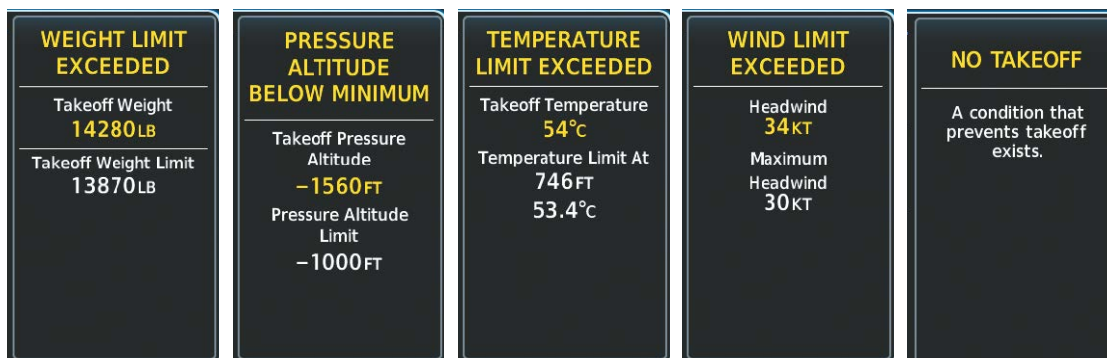 WEIGHT LIMIT
EXCEEDED
Takeoff Weight
14280LB
Takeoff Weight Limit
13870LB
PRESSURE
ALTITUDE
BELOW MINIMUM
Takeoff Pressure
Altitude
−1560FT
Pressure Altitude
Limit
−1000FT
TEMPERATURE
LIMIT EXCEEDED
Takeoff Temperature
54°C
Temperature Limit At
746FT
53.4°C
WIND LIMIT
EXCEEDED
Headwind
34KT
Maximum
Headwind
30KT
NO TAKEOFF
A condition that
prevents takeoff
exists.